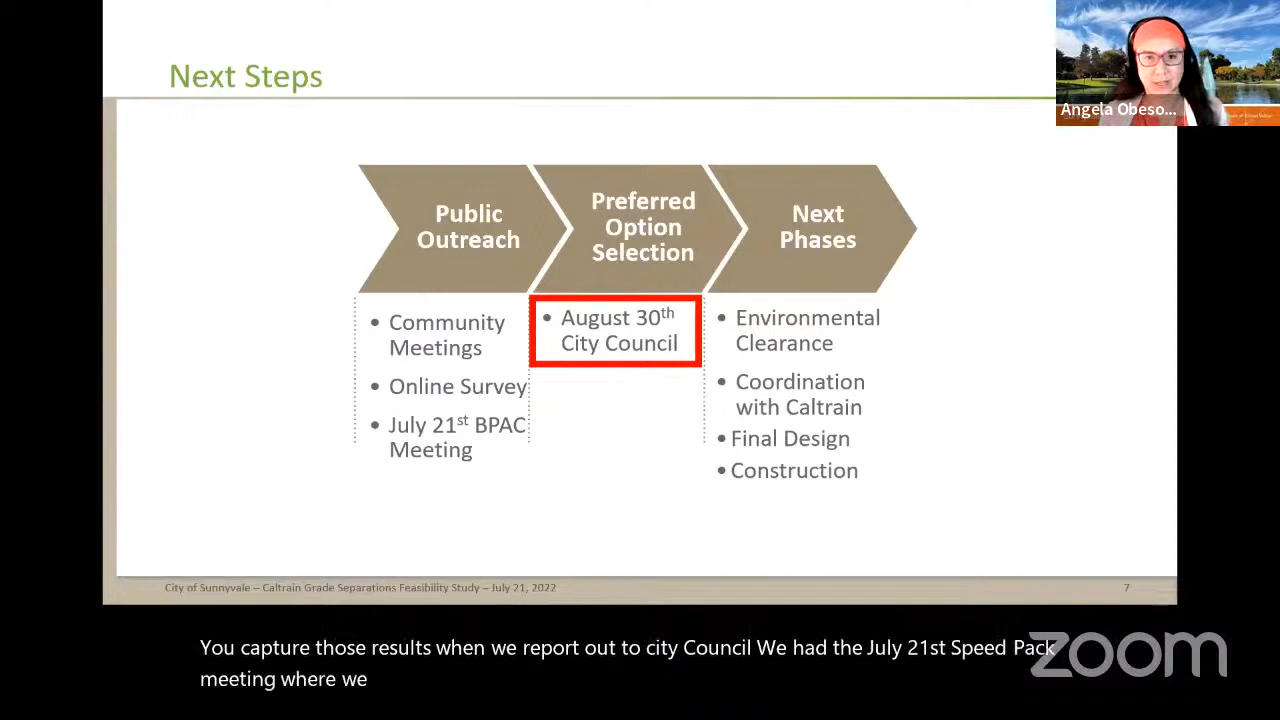 Next Steps
Angela Obeso...
Public
Outreach
Preferred
Option
Selection
Next
Phases
• Community
Meetings
• Online Survey
• July 21st BPAC
Meeting
• August 30th
City Council
• Environmental
Clearance
• Coordination
with Caltrain
• Final Design
• Construction
City of Sunnyvale – Caltrain Grade Separations Feasibility Study – July 21, 2022
7
You capture those results when we report out to city Council We had the July 21st Speed Pack
meeting where we
zoom